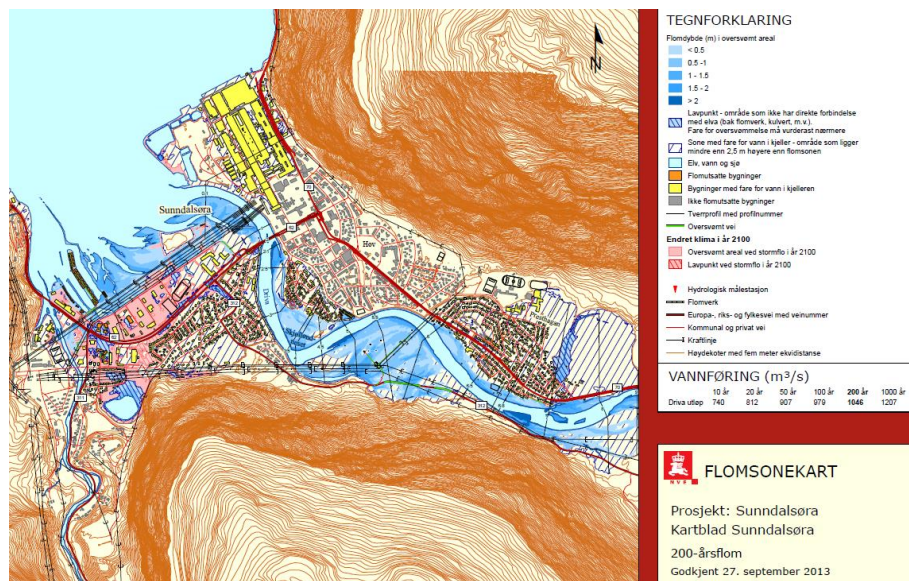 TEGNFORKLARING
Flomdybde (m) i oversvømt areal
< 0.5
0.5 -1
1 - 1.5
1.5 - 2
> 2
Lavpunkt - område som ikke har direkte forbindelse
med elva (bak flomverk, kulvert, m.v.).
Fare for oversvømmelse må vurderast nærmere
Sone med fare for vann i kjeller - område som ligger
mindre enn 2,5 m høyere enn flomsonen
Elv, vann og sjø
Flomutsatte bygninger
Bygninger med fare for vann i kjelleren
Ikke flomutsatte bygninger
Tverrprofil med profilnummer
Oversvømt vei
Endret klima i år 2100
Oversvømt areal ved stormflo i år 2100
Lavpunkt ved stormflo i år 2100
Hydrologisk målestasjon
Flomverk
Europa-, riks- og fylkesvei med veinummer
Kommunal og privat vei
Kraftlinje
Høydekoter med fem meter ekvidistanse
VANNFØRING (m³/s)
10 år 20 år 50 år 100 år 200 år 1000 år
Driva utløp 740 812 907 979 1046 1207
NVE
FLOMSONEKART
Prosjekt: Sunndalsøra
Kartblad Sunndalsøra
200-årsflom
Godkjent 27. september 2013
N
Sunndalsøra
Hov
Driva